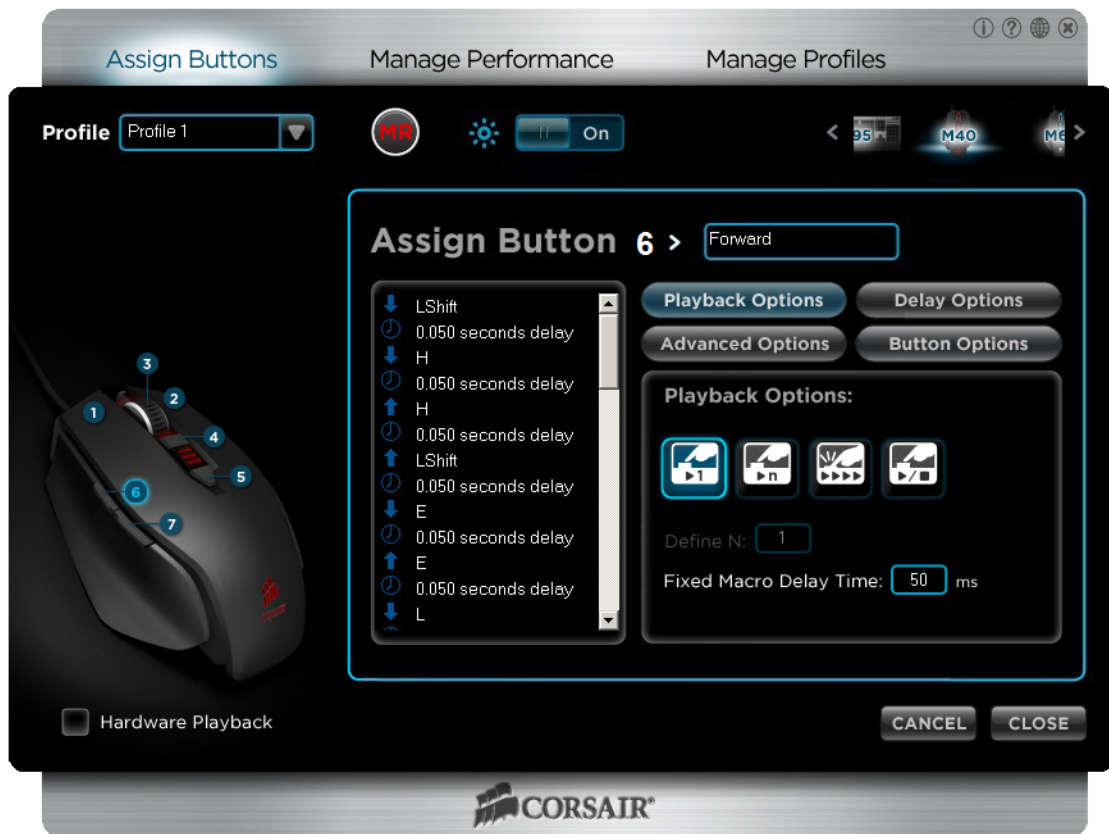 Assign Buttons Manage Performance Manage Profiles
Profile Profile 1 MR On < 95 M40 M6 >
Assign Button 6 > Forward
LShift
0.050 seconds delay
H
0.050 seconds delay
H
0.050 seconds delay
LShift
0.050 seconds delay
E
0.050 seconds delay
E
0.050 seconds delay
L
Playback Options Delay Options
Advanced Options Button Options
Playback Options:
1 n
Define N: 1
Fixed Macro Delay Time: 50 ms
3
2
1
4
5
6
7
Hardware Playback
CANCEL CLOSE
CORSAIR